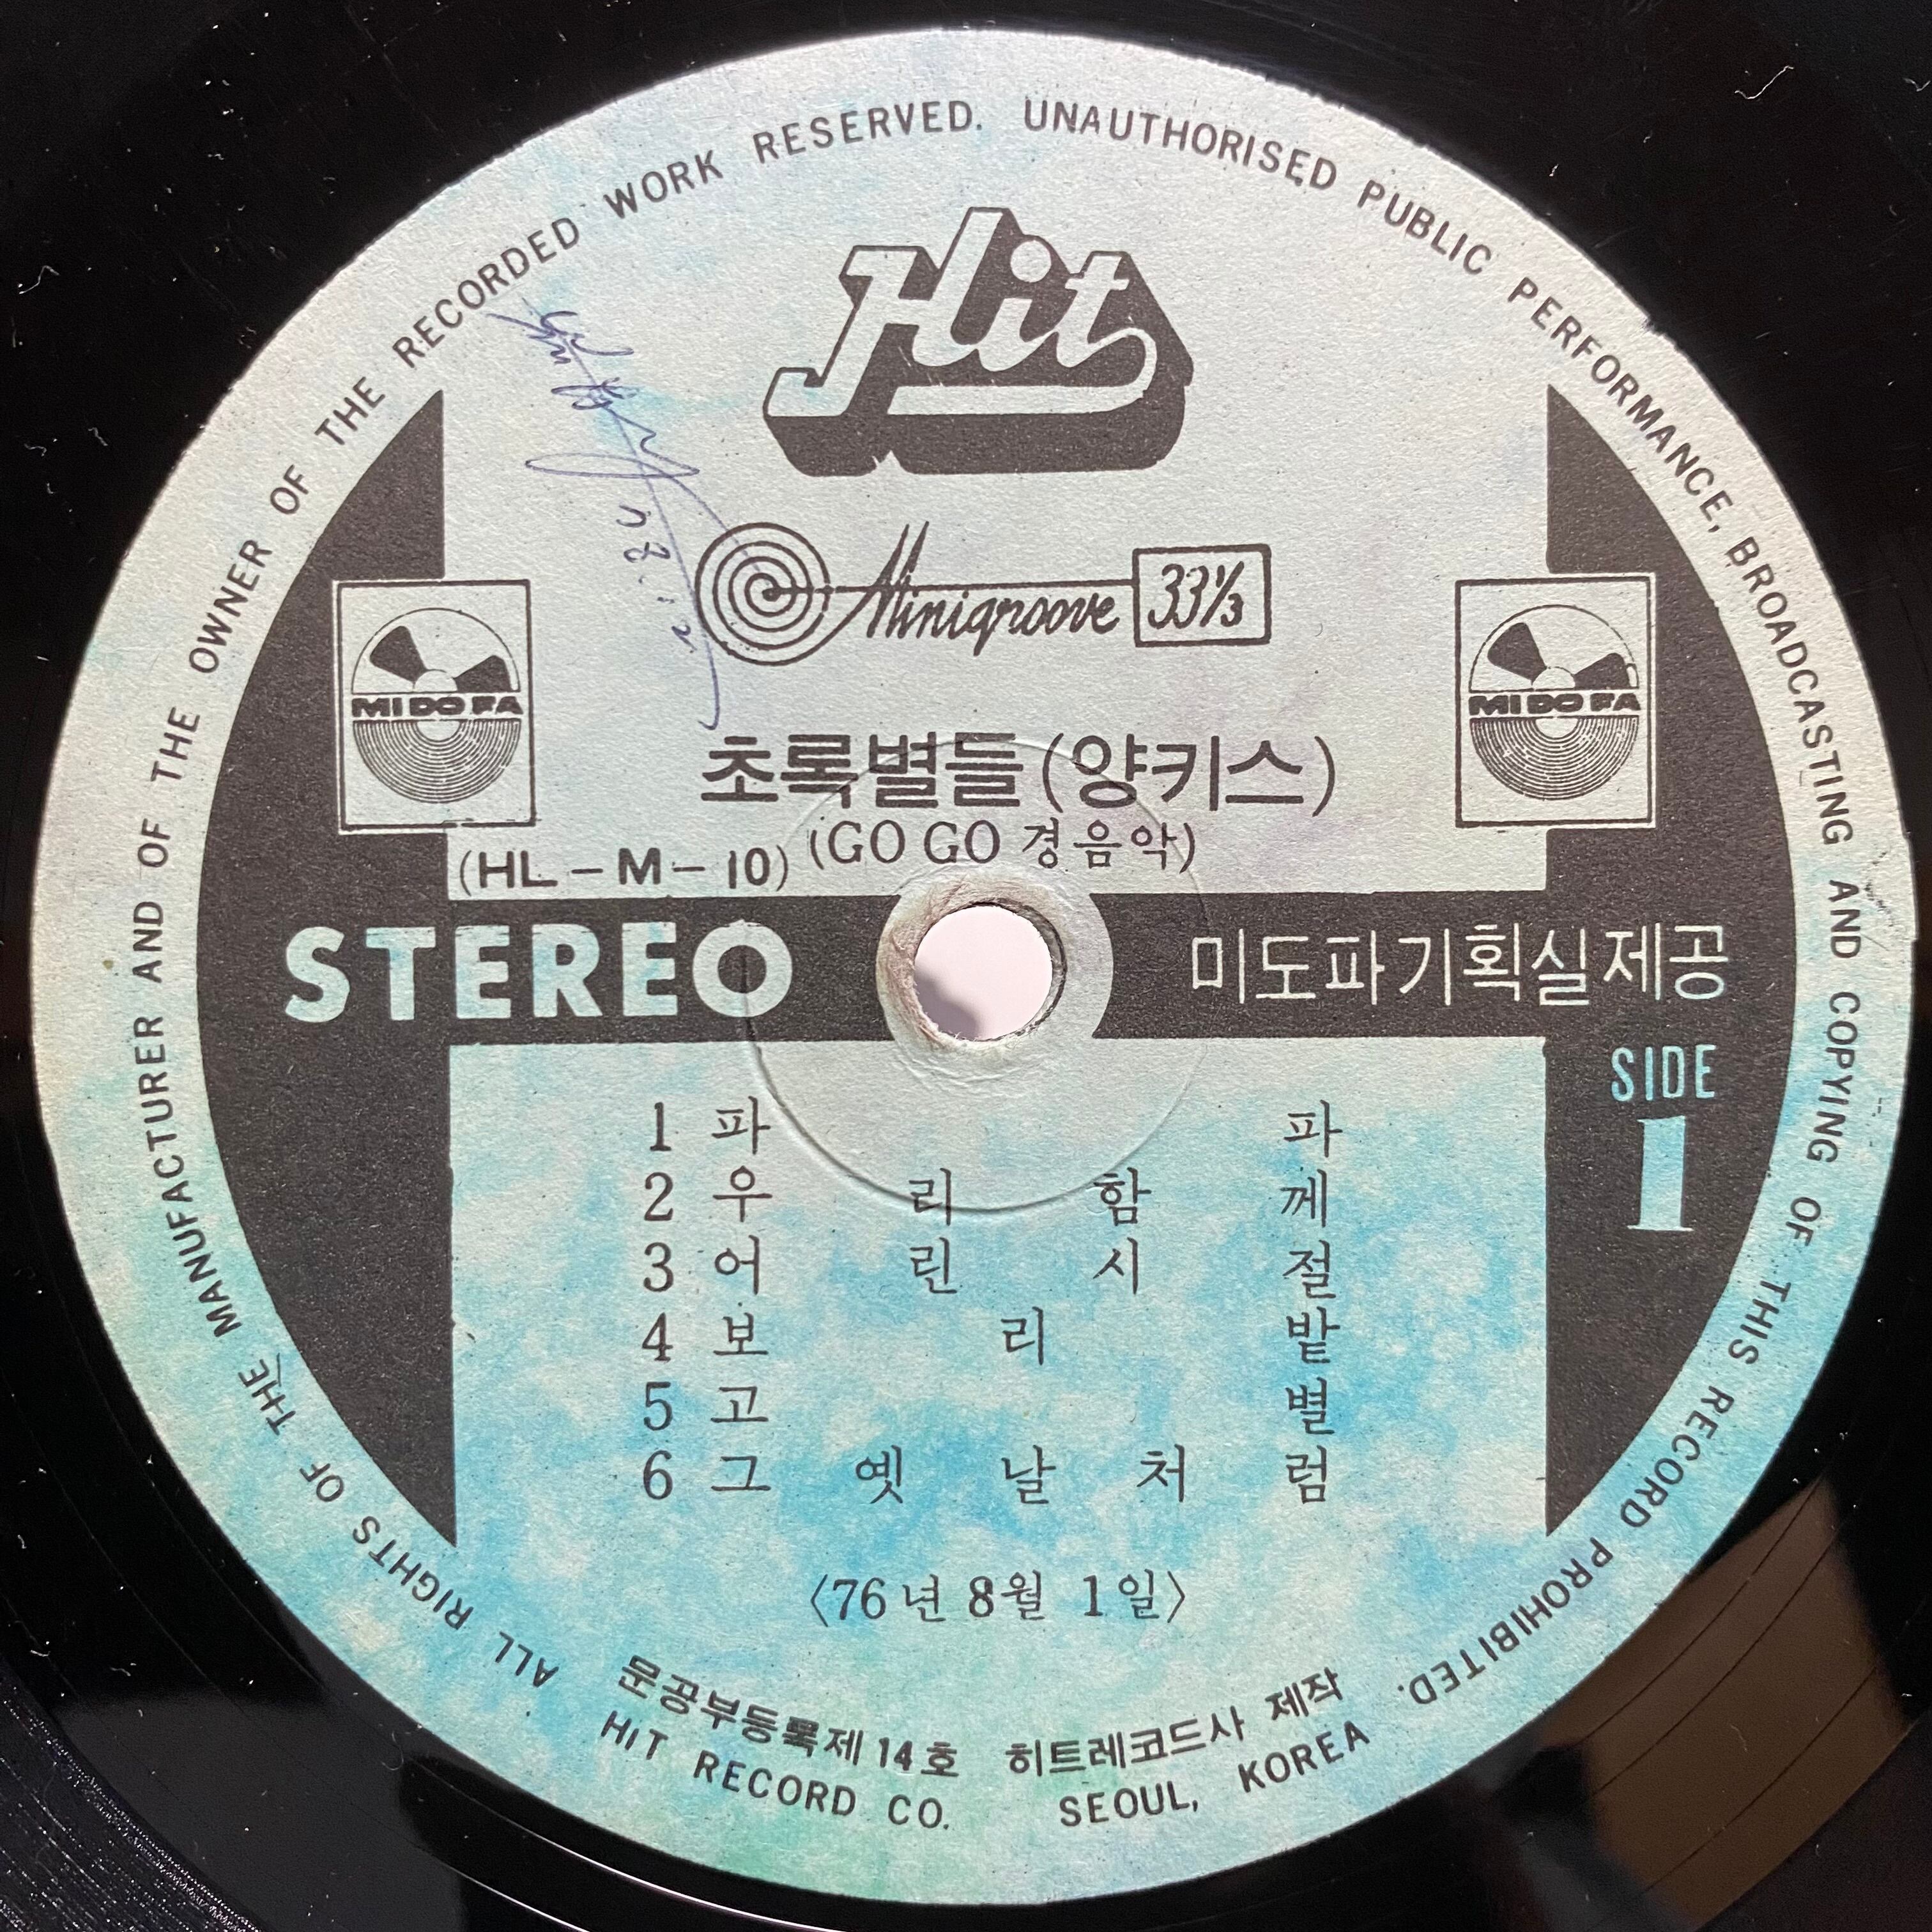 ALL RIGHTS OF THE MANUFACTURER AND OF THE OWNER OF THE RECORDED WORK RESERVED. UNAUTHORISED PUBLIC PERFORMANCE, BROADCASTING AND COPYING OF THIS RECORD PROHIBITED.
Hit
Minigroove 33⅓
MIDOFA
MIDOFA
초록별들(양키스)
(GO GO 경음악)
(HL-M-10)
STEREO
미도파기획실제공
SIDE
1
1 파 파
2 우 리 함 께
3 어 린 시 절
4 보 리 밭
5 고 별
6 그 옛 날 처 럼
〈76년 8월 1일〉
문공부등록제14호 히트레코드사 제작
HIT RECORD CO. SEOUL, KOREA